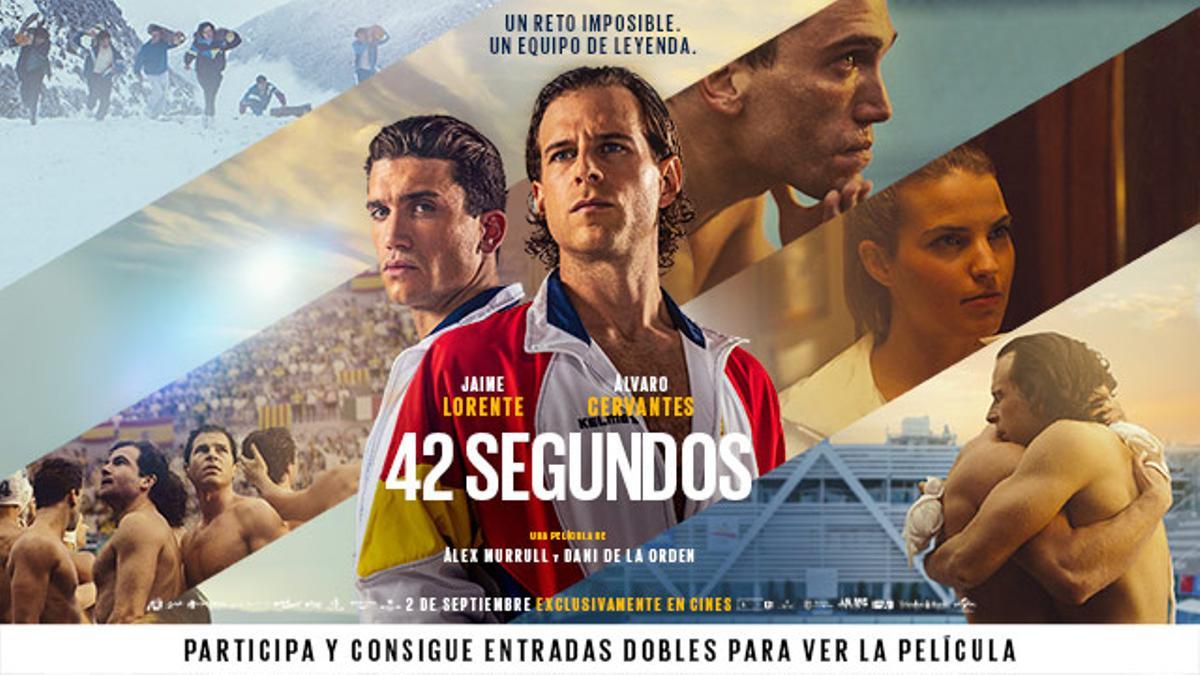 UN RETO IMPOSIBLE.
UN EQUIPO DE LEYENDA.
JAIME
LORENTE
ÁLVARO
CERVANTES
KELME
42 SEGUNDOS
UNA PELÍCULA DE
ÀLEX MURRULL Y DANI DE LA ORDEN
2 DE SEPTIEMBRE EXCLUSIVAMENTE EN CINES
PARTICIPA Y CONSIGUE ENTRADAS DOBLES PARA VER LA PELÍCULA